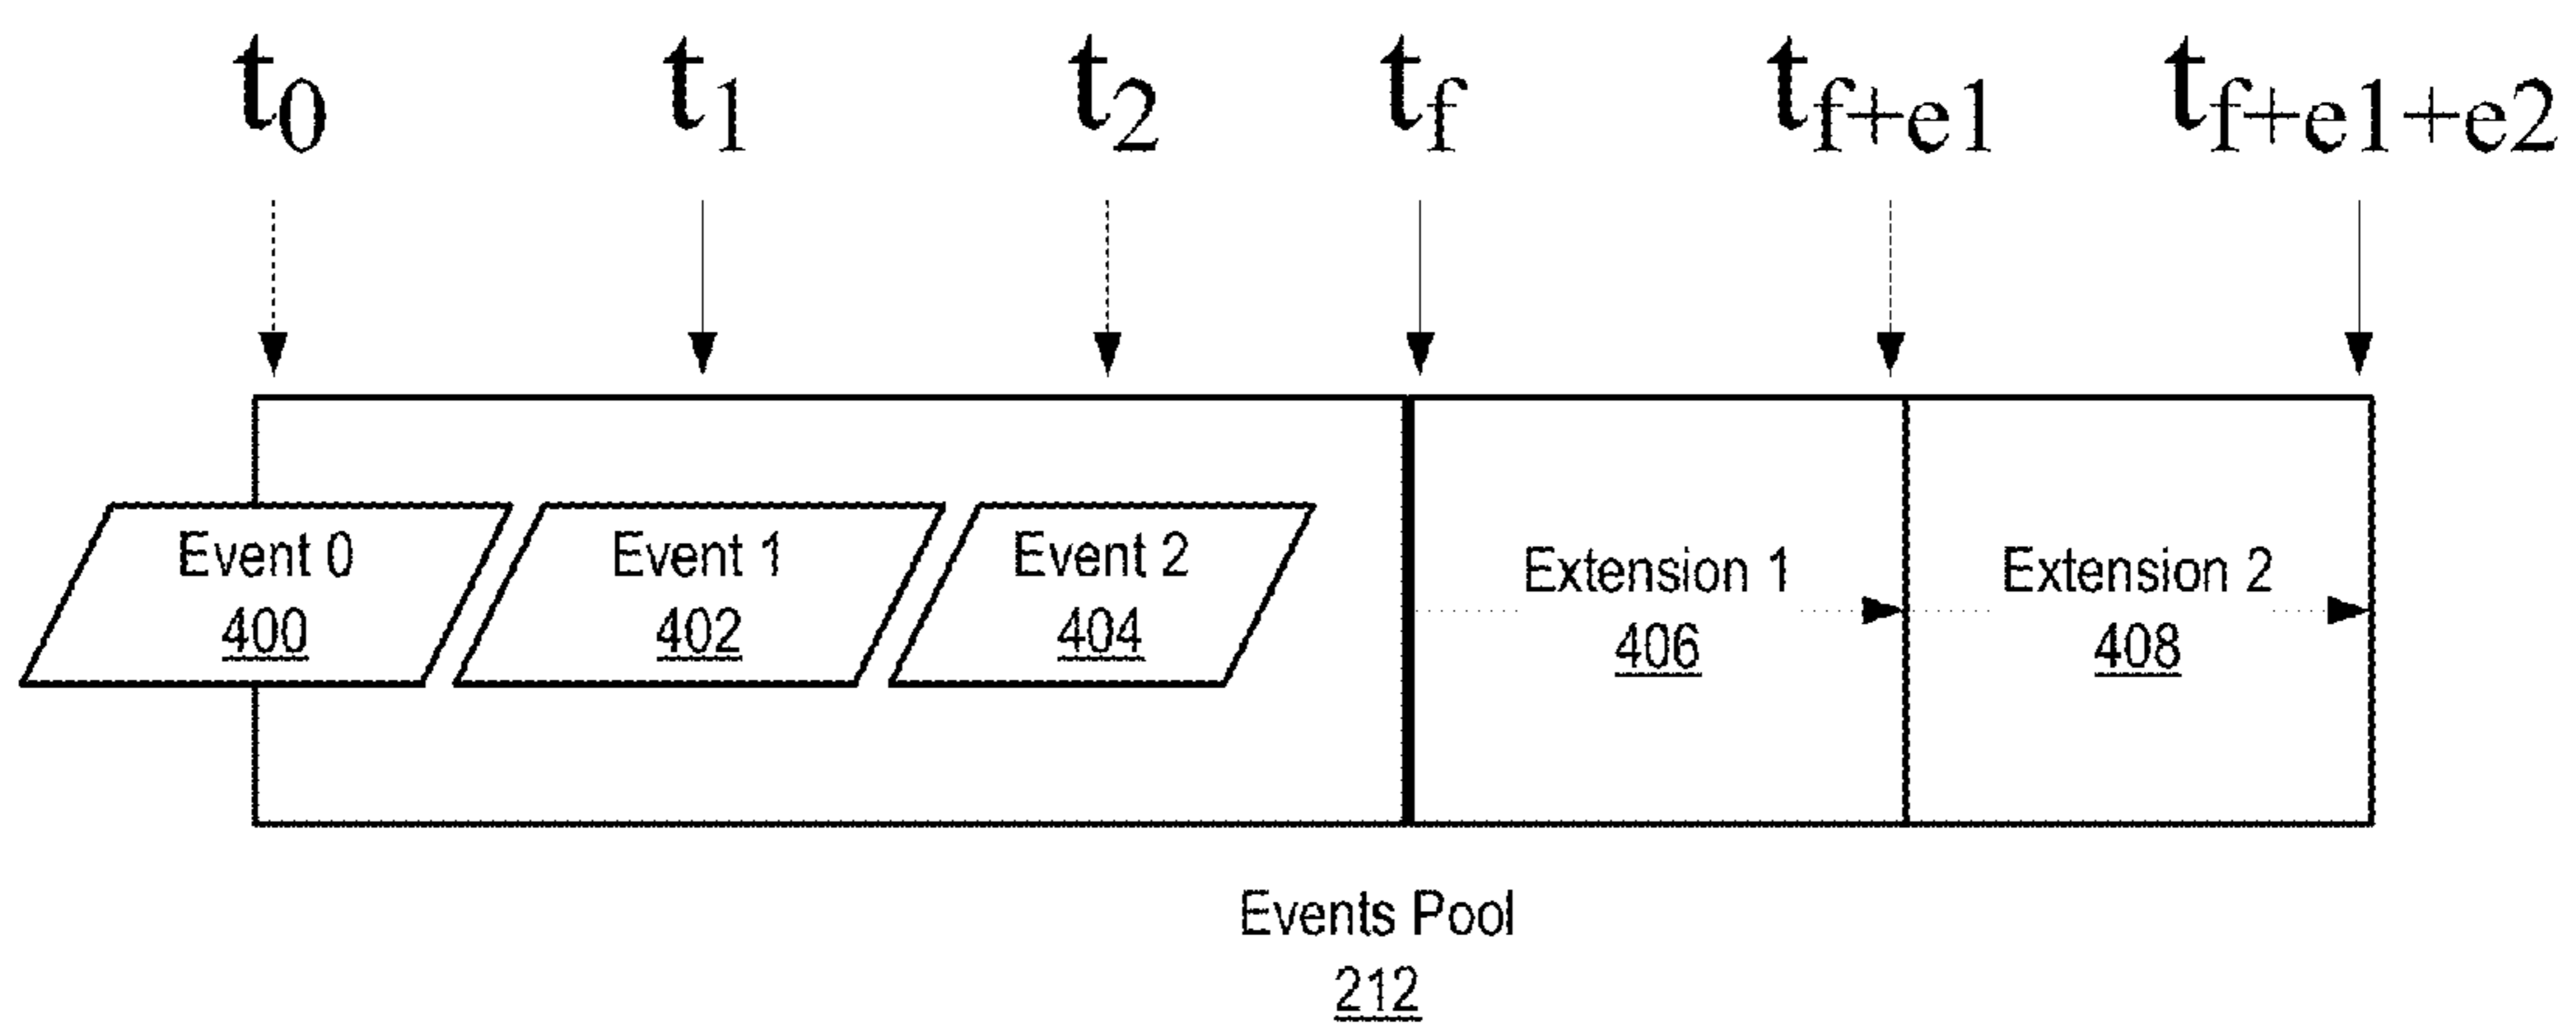 t0 t1 t2 tf tf+e1 tf+e1+e2
Event 0 Event 1 Event 2
400 402 404
Extension 1 Extension 2
406 408
Events Pool
212